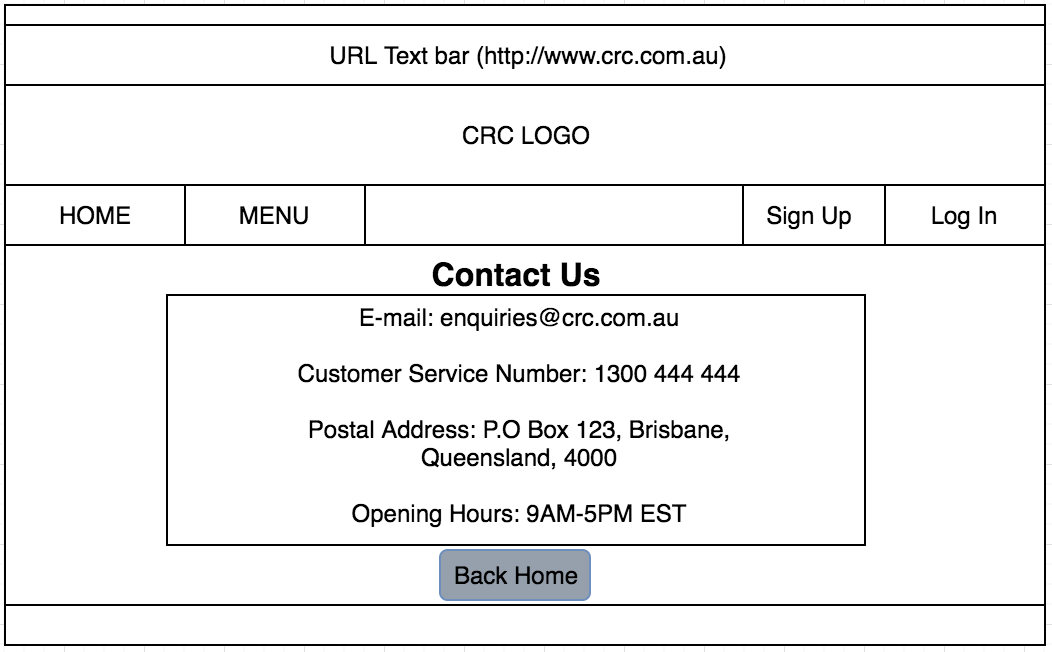 URL Text bar (http://www.crc.com.au)
CRC LOGO
HOME MENU Sign Up Log In
Contact Us
E-mail: enquiries@crc.com.au
Customer Service Number: 1300 444 444
Postal Address: P.O Box 123, Brisbane,
Queensland, 4000
Opening Hours: 9AM-5PM EST
Back Home